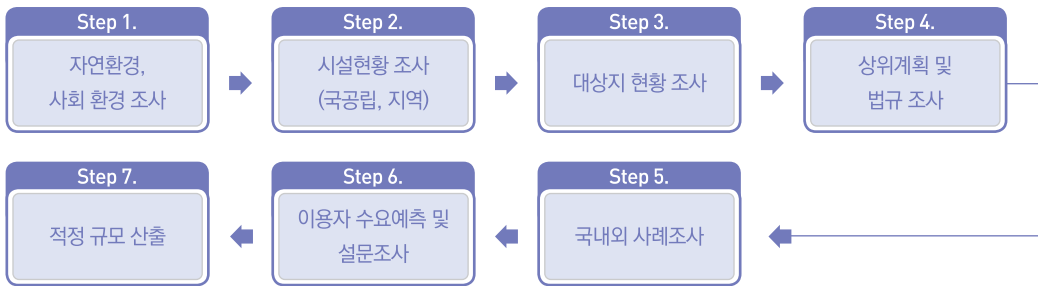 Step 1.
자연환경,
사회 환경 조사
Step 2.
시설현황 조사
(국공립, 지역)
Step 3.
대상지 현황 조사
Step 4.
상위계획 및
법규 조사
Step 5.
국내외 사례조사
Step 6.
이용자 수요예측 및
설문조사
Step 7.
적정 규모 산출